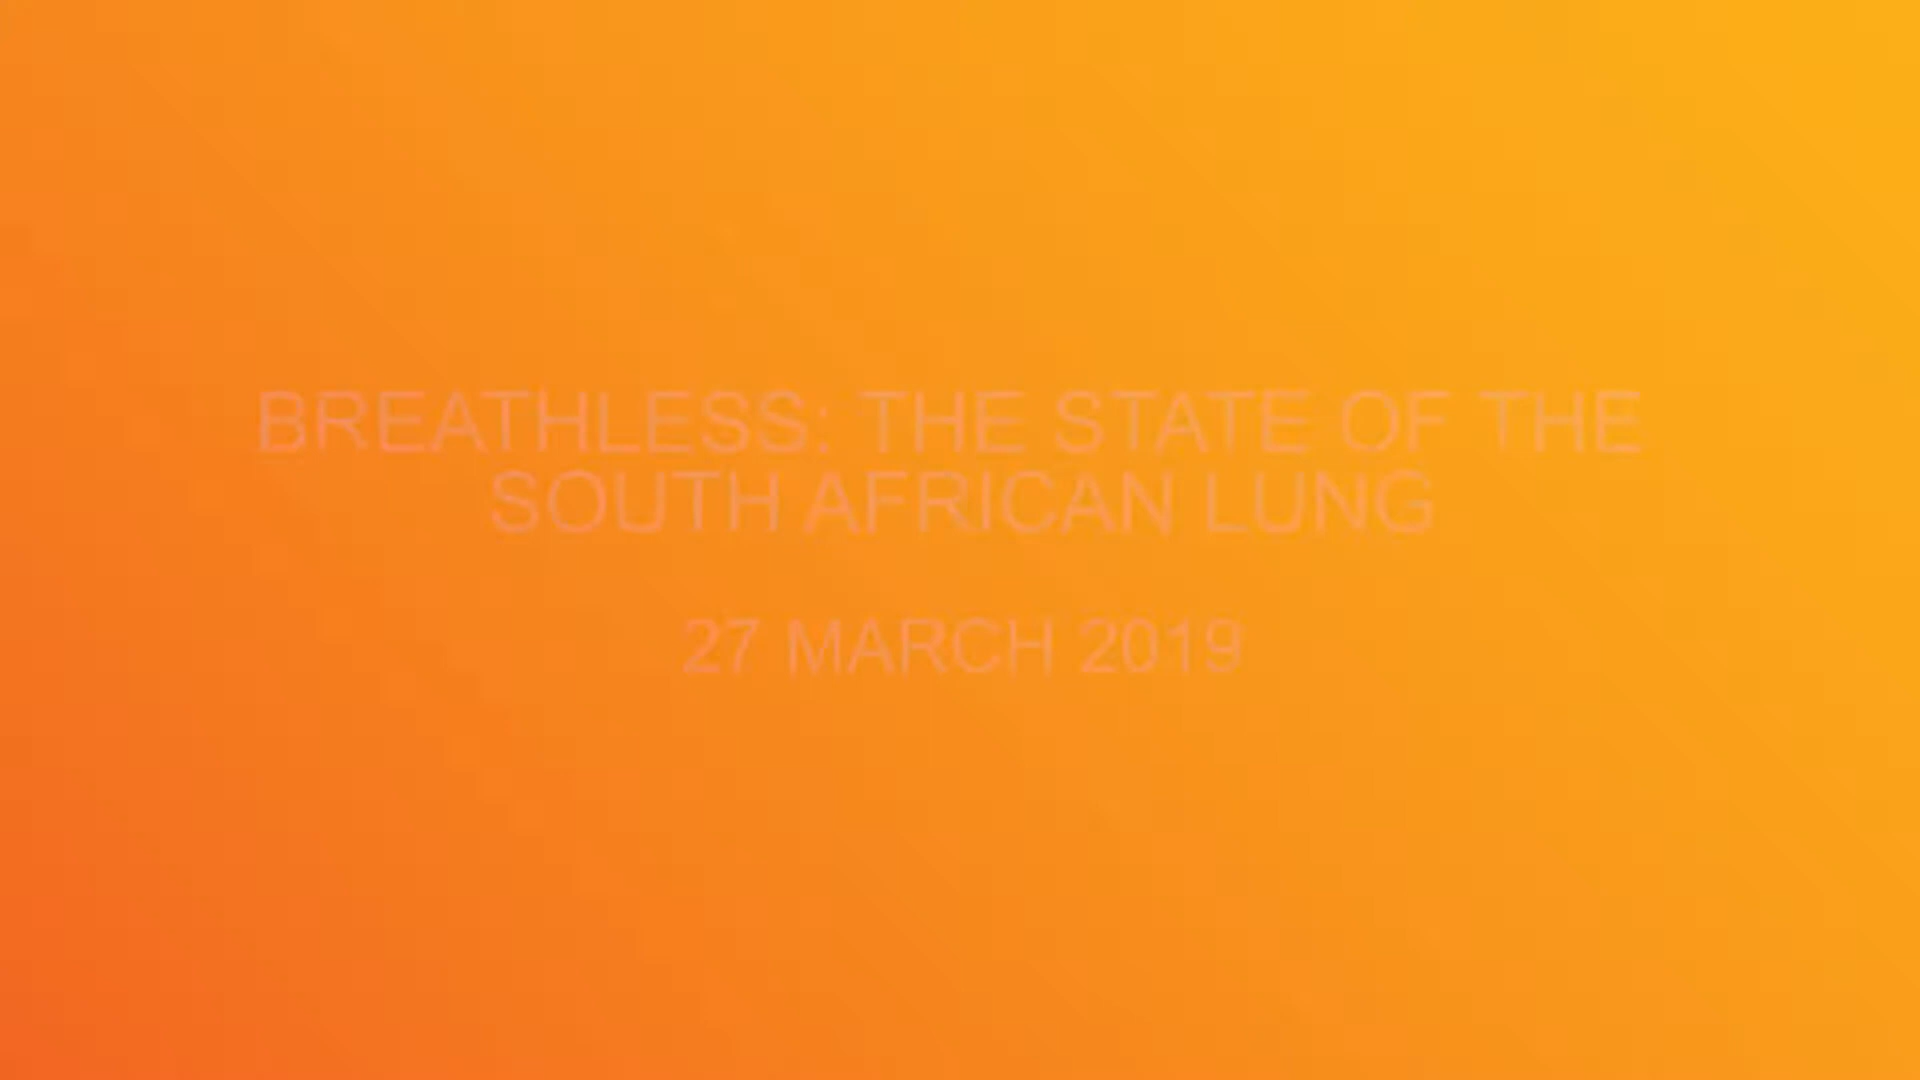 BREATHLESS: THE STATE OF THE
SOUTH AFRICAN LUNG
27 MARCH 2019